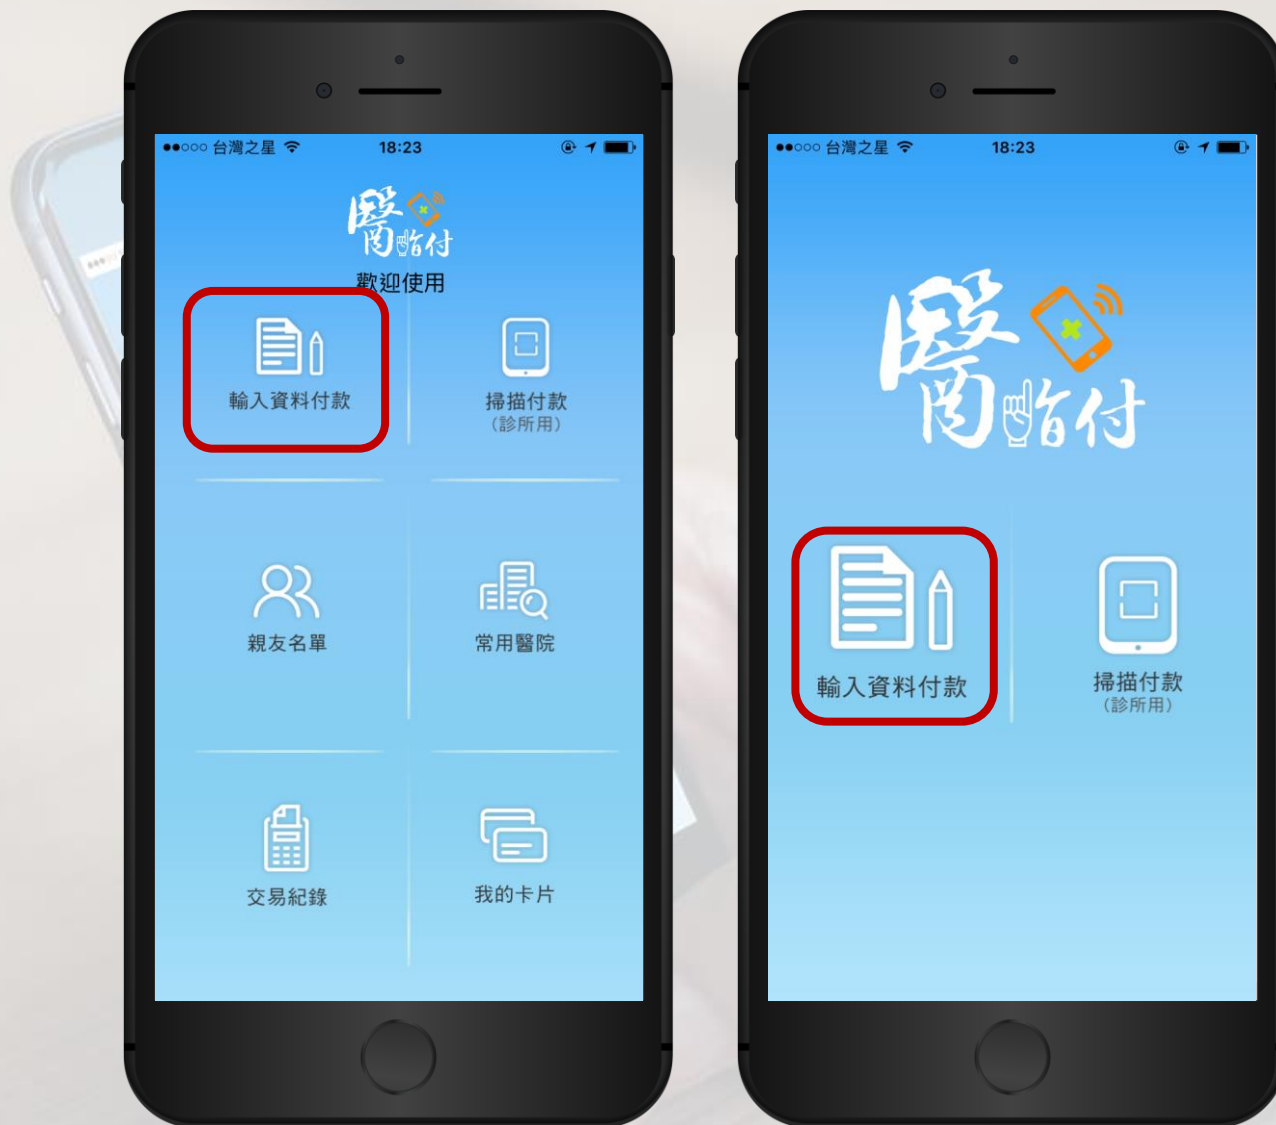 台灣之星
18:23
醫指付
歡迎使用
輸入資料付款
掃描付款
(診所用)
親友名單
常用醫院
交易紀錄
我的卡片
台灣之星
18:23
醫指付
輸入資料付款
掃描付款
(診所用)